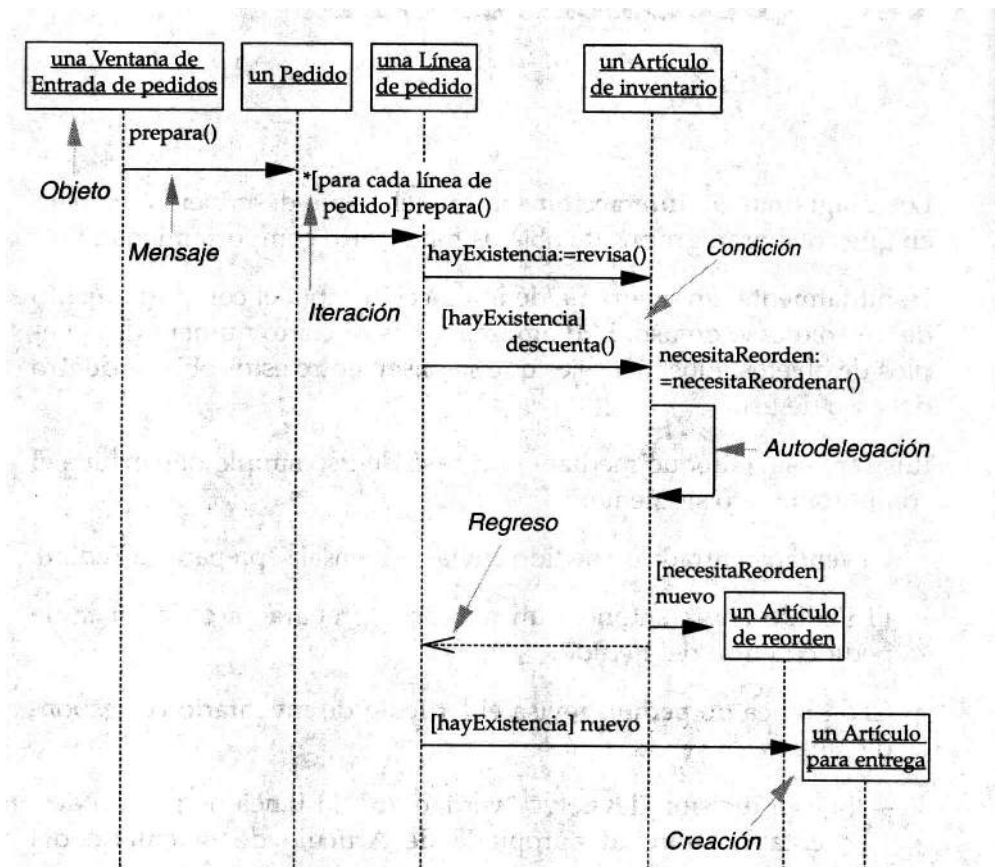 una Ventana de
Entrada de pedidos
un Pedido
una Línea
de pedido
un Artículo
de inventario
prepara()
Objeto
*[para cada línea de
pedido] prepara()
Mensaje
hayExistencia:=revisa()
Condición
Iteración
[hayExistencia]
descuenta()
necesitaReorden:
=necesitaReordenar()
Autodelegación
Regreso
[necesitaReorden]
nuevo
un Artículo
de reorden
[hayExistencia] nuevo
un Artículo
para entrega
Creación